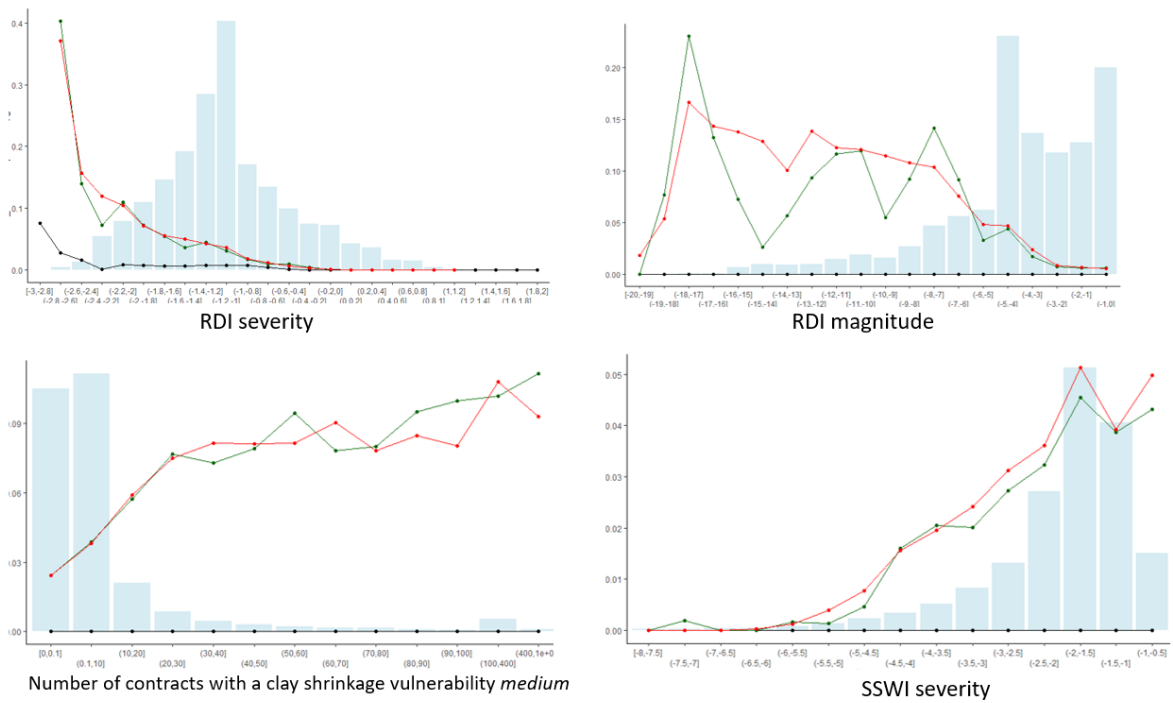 0.4
0.3
0.2
0.1
0.0
[-3,-2.8] (-2.6,-2.4] (-2.2,-2] (-1.8,-1.6] (-1.4,-1.2] (-1,-0.8] (-0.6,-0.4] (-0.2,0] (0.2,0.4] (0.6,0.8] (1,1.2] (1.4,1.6] (1.8,2]
(-2.8,-2.6] (-2.4,-2.2] (-2,-1.8] (-1.6,-1.4] (-1.2,-1] (-0.8,-0.6] (-0.4,-0.2] (0,0.2] (0.4,0.6] (0.8,1] (1.2,1.4] (1.6,1.8]
RDI severity
0.20
0.15
0.10
0.05
0.00
[-20,-19] (-18,-17] (-16,-15] (-14,-13] (-12,-11] (-10,-9] (-8,-7] (-6,-5] (-4,-3] (-2,-1]
(-19,-18] (-17,-16] (-15,-14] (-13,-12] (-11,-10] (-9,-8] (-7,-6] (-5,-4] (-3,-2] (-1,0]
RDI magnitude
.09
.06
.03
.00
[0,0.1] (10,20] (30,40] (50,60] (70,80] (90,100] (400,1e+0
(0.1,10] (20,30] (40,50] (60,70] (80,90] (100,400]
Number of contracts with a clay shrinkage vulnerability medium
0.05
0.04
0.03
0.02
0.01
0.00
[-8,-7.5] (-7,-6.5] (-6,-5.5] (-5,-4.5] (-4,-3.5] (-3,-2.5] (-2,-1.5] (-1,-0.5]
(-7.5,-7] (-6.5,-6] (-5.5,-5] (-4.5,-4] (-3.5,-3] (-2.5,-2] (-1.5,-1]
SSWI severity